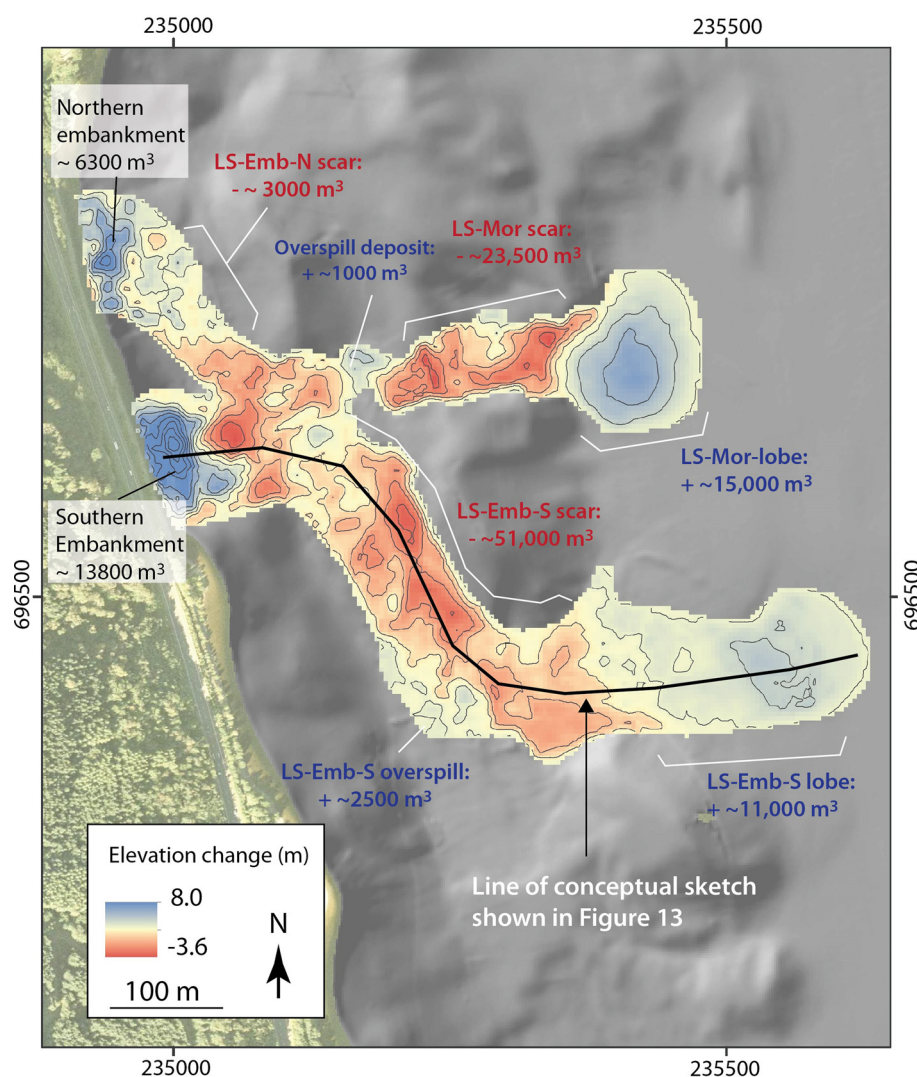 235000
235500
Northern
embankment
~ 6300 m³
LS-Emb-N scar:
- ~ 3000 m³
Overspill deposit:
+ ~1000 m³
LS-Mor scar:
- ~23,500 m³
LS-Mor-lobe:
+ ~15,000 m³
Southern
Embankment
~ 13800 m³
LS-Emb-S scar:
- ~51,000 m³
696500
696500
LS-Emb-S overspill:
+ ~2500 m³
LS-Emb-S lobe:
+ ~11,000 m³
Line of conceptual sketch
shown in Figure 13
Elevation change (m)
8.0
-3.6
N
100 m
235000
235500